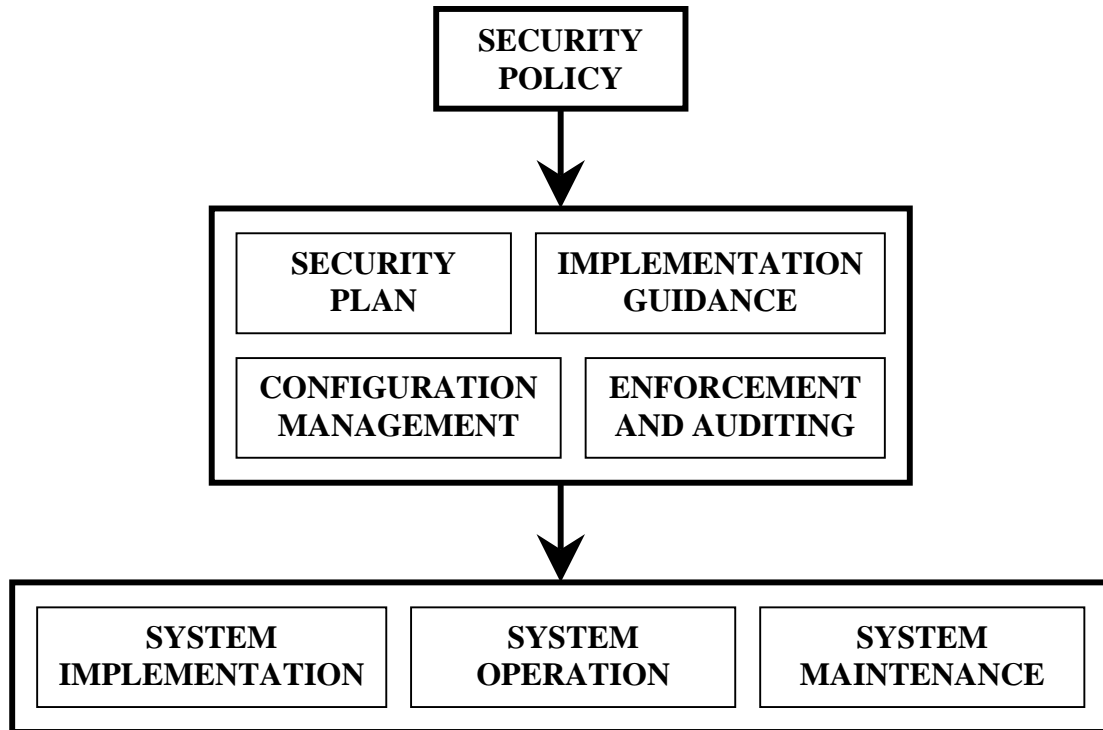 SECURITY
POLICY
SECURITY
PLAN
IMPLEMENTATION
GUIDANCE
CONFIGURATION
MANAGEMENT
ENFORCEMENT
AND AUDITING
SYSTEM
IMPLEMENTATION
SYSTEM
OPERATION
SYSTEM
MAINTENANCE